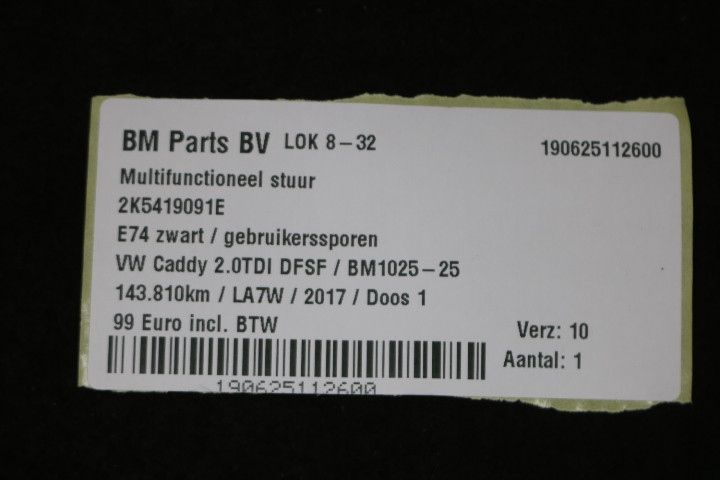 BM Parts BV LOK 8-32 190625112600
Multifunctioneel stuur
2K5419091E
E74 zwart / gebruikerssporen
VW Caddy 2.0TDI DFSF / BM1025-25
143.810km / LA7W / 2017 / Doos 1
99 Euro incl. BTW Verz: 10
Aantal: 1
190625112600